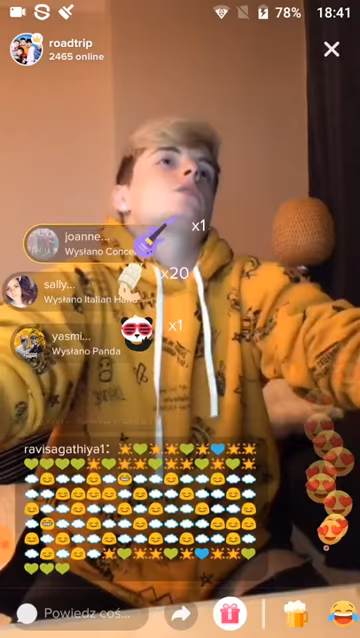 78% 18:41
roadtrip
2465 online
joanne...
Wysłano Conce
x1
sally...
Wysłano Italian Hand
x20
yasmi...
Wysłano Panda
x1
ravisagathiya1:
Powiedz coś...